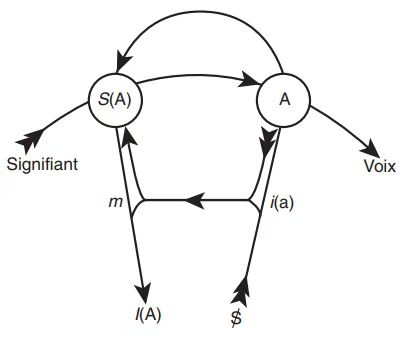 S(A) A
Signifiant Voix
m i(a)
I(A) $